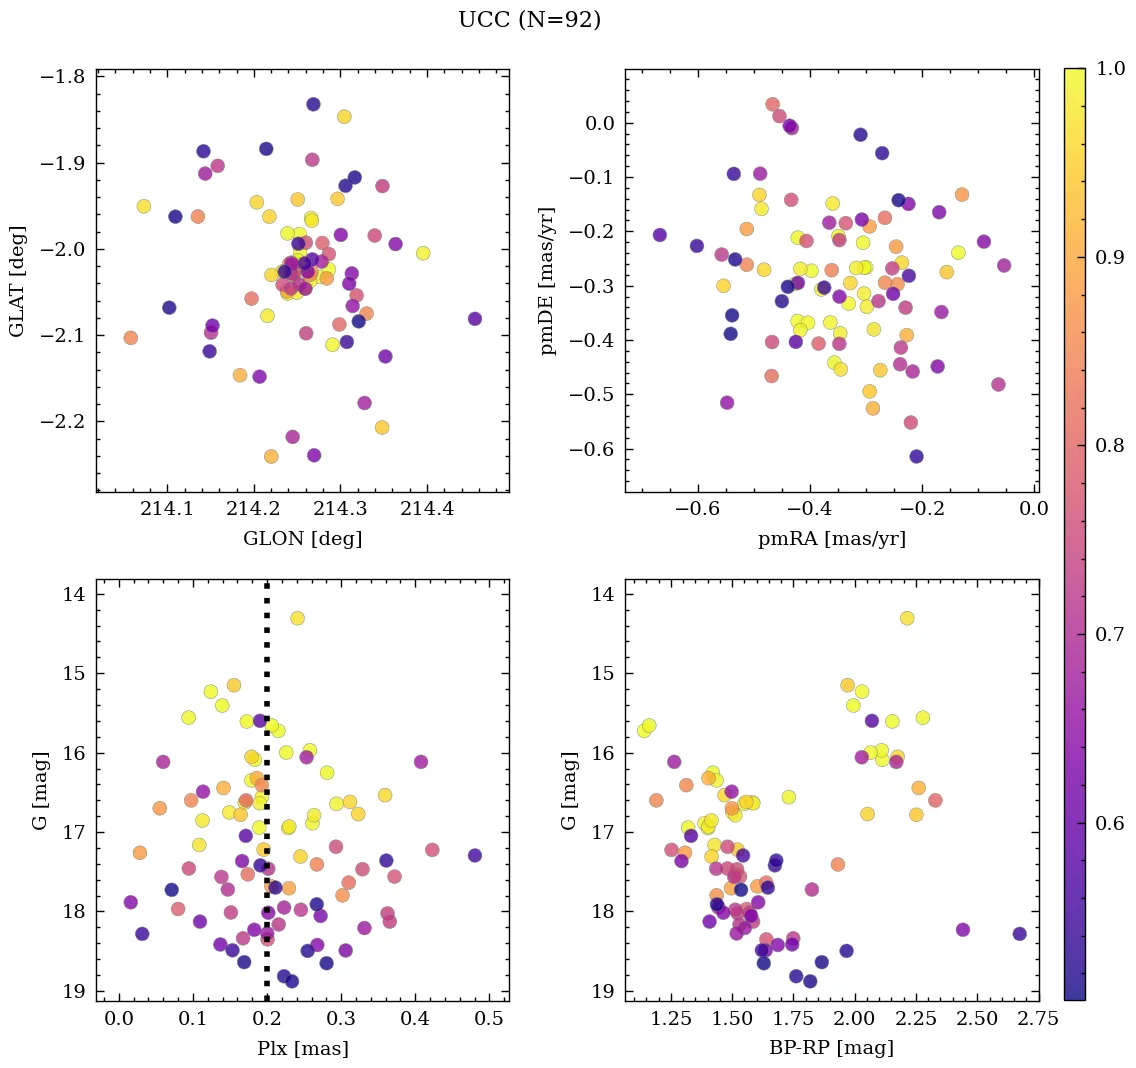 UCC (N=92)
−1.8
−1.9
−2.0
−2.1
−2.2
GLAT [deg]
214.1 214.2 214.3 214.4
GLON [deg]
0.0
−0.1
−0.2
−0.3
−0.4
−0.5
−0.6
pmDE [mas/yr]
−0.6 −0.4 −0.2 0.0
pmRA [mas/yr]
14
15
16
17
18
19
G [mag]
0.0 0.1 0.2 0.3 0.4 0.5
Plx [mas]
14
15
16
17
18
19
G [mag]
1.25 1.50 1.75 2.00 2.25 2.50 2.75
BP-RP [mag]
1.0
0.9
0.8
0.7
0.6